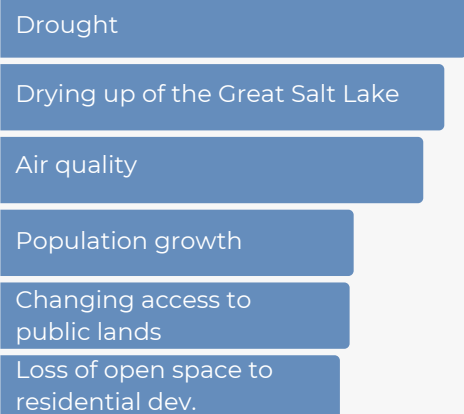 Drought
Drying up of the Great Salt Lake
Air quality
Population growth
Changing access to
public lands
Loss of open space to
residential dev.